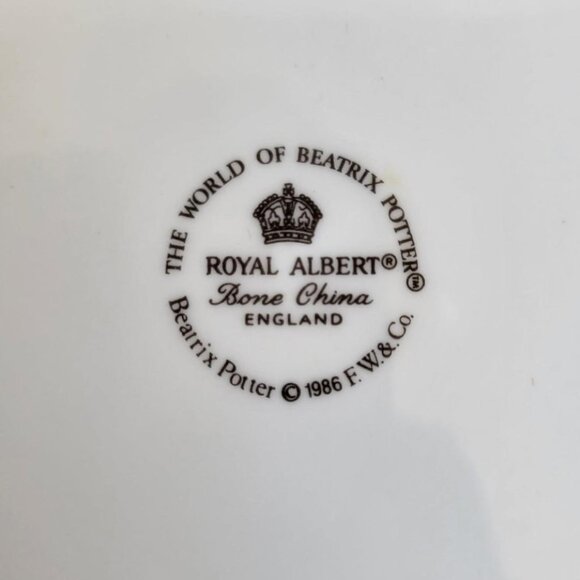 THE WORLD OF BEATRIX POTTER™
ROYAL ALBERT®
Bone China
ENGLAND
Beatrix Potter © 1986 F.W.& Co.